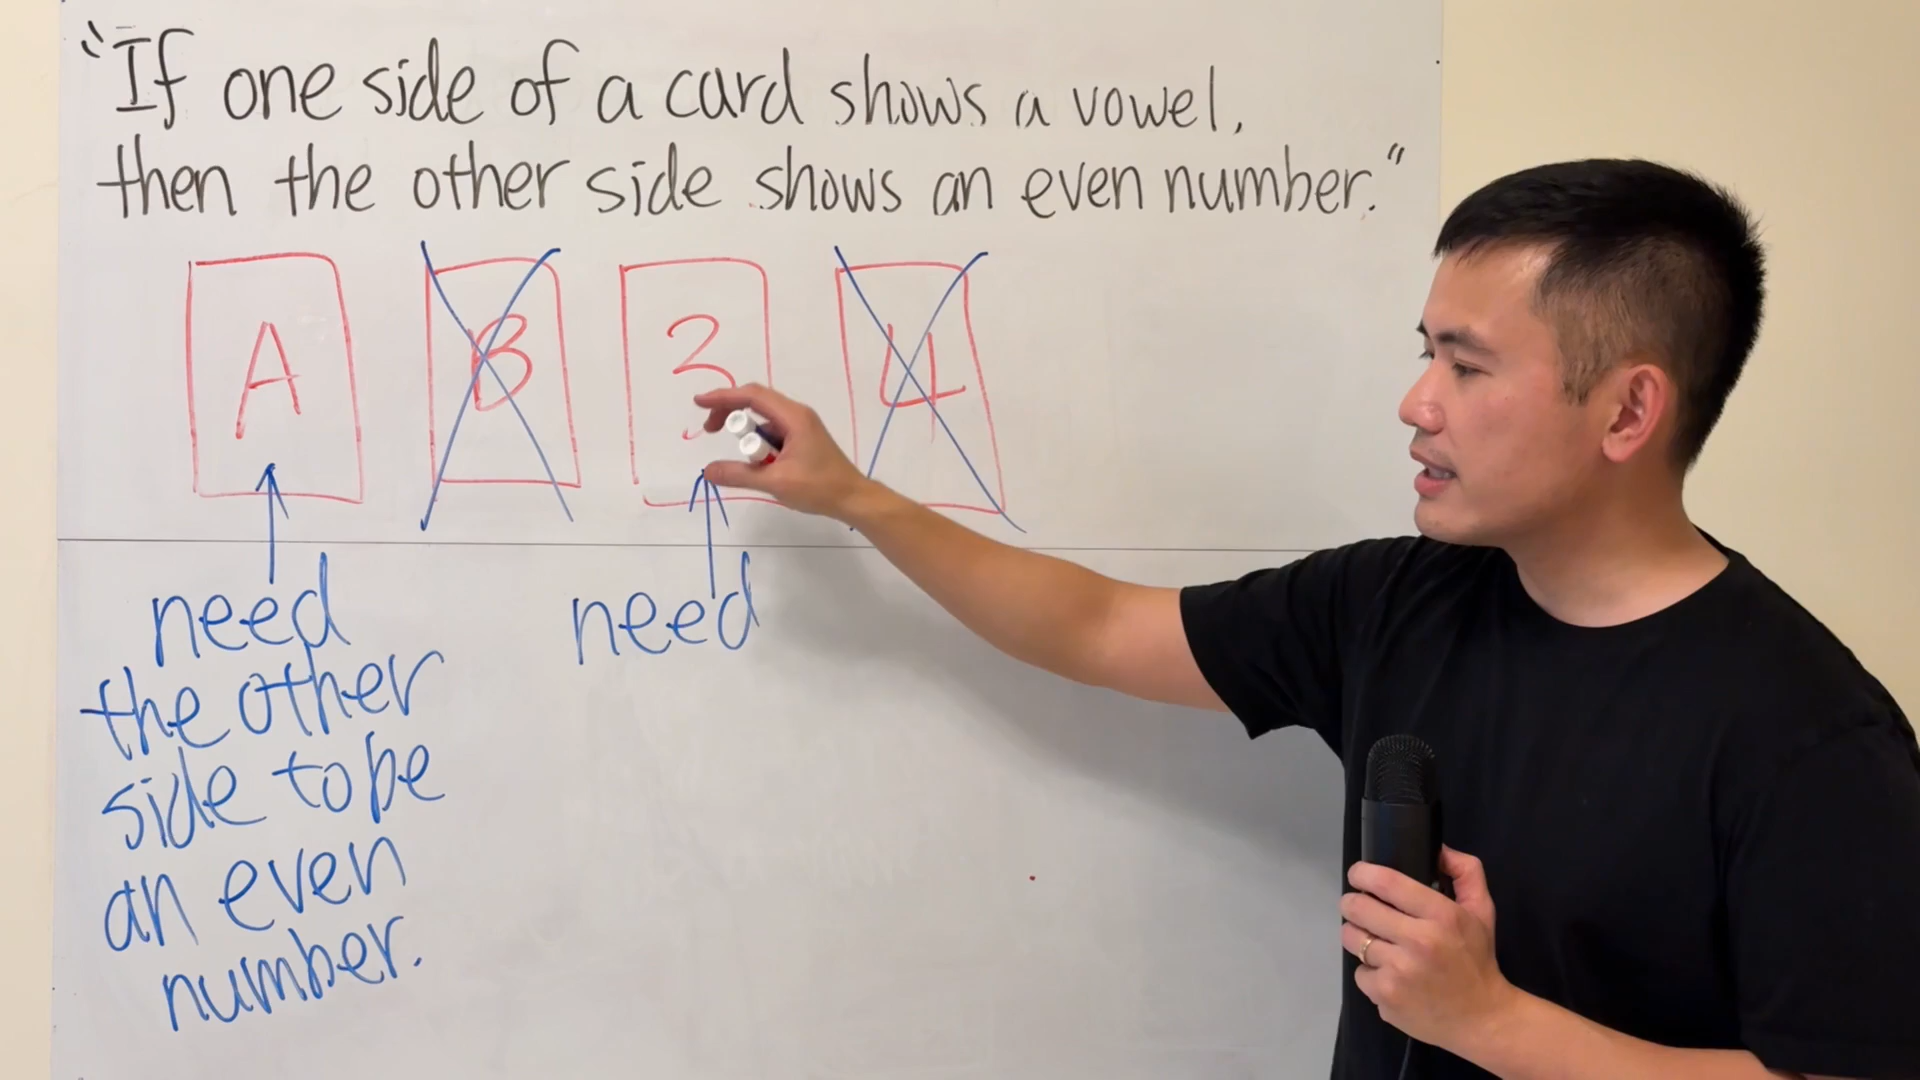 "If one side of a card shows a vowel,
then the other side shows an even number."
A B 3 4
need
the other
side to be
an even
number.
need